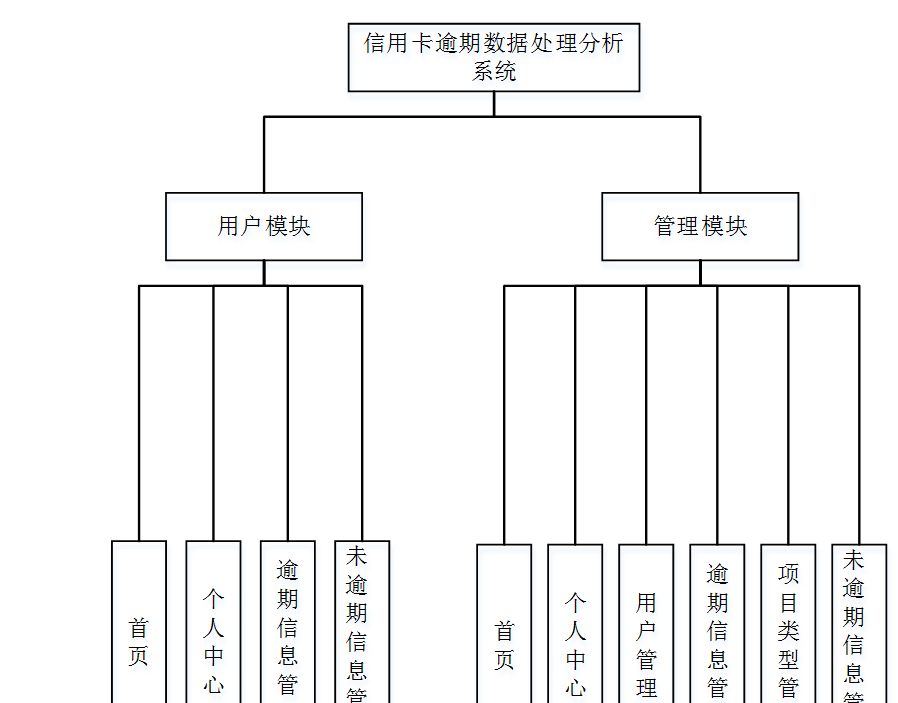 信用卡逾期数据处理分析
系统
用户模块
管理模块
首页
个人中心
逾期信息管
未逾期信息管
首页
个人中心
用户管理
逾期信息管
项目类型管
未逾期信息管